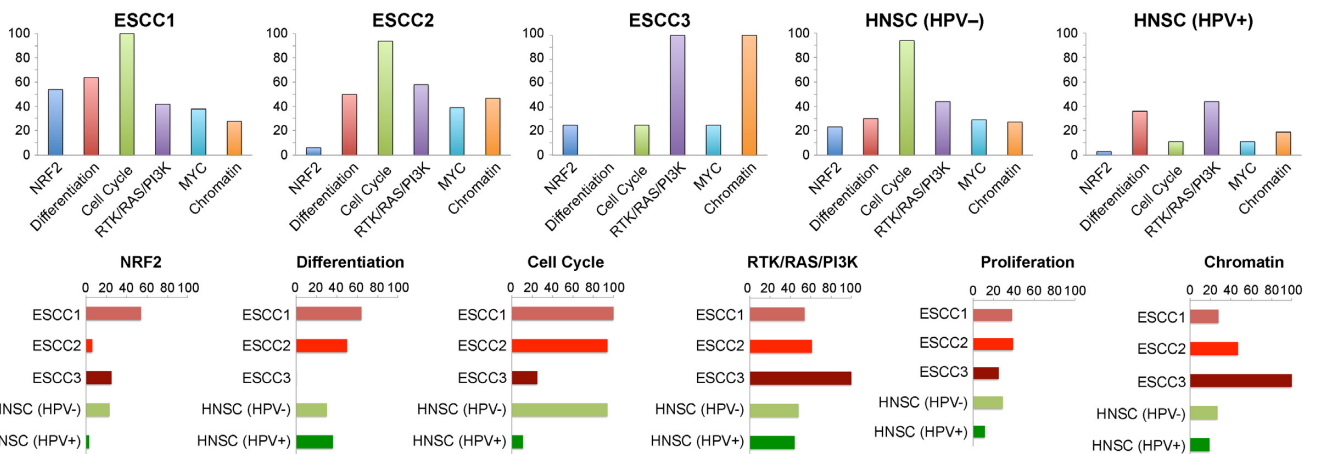 ESCC1
100
80
60
40
20
0
NRF2
Differentiation
Cell Cycle
RTK/RAS/PI3K
MYC
Chromatin
ESCC2
100
80
60
40
20
0
NRF2
Differentiation
Cell Cycle
RTK/RAS/PI3K
MYC
Chromatin
ESCC3
100
80
60
40
20
0
NRF2
Differentiation
Cell Cycle
RTK/RAS/PI3K
MYC
Chromatin
HNSC (HPV–)
100
80
60
40
20
0
NRF2
Differentiation
Cell Cycle
RTK/RAS/PI3K
MYC
Chromatin
HNSC (HPV+)
100
80
60
40
20
0
NRF2
Differentiation
Cell Cycle
RTK/RAS/PI3K
MYC
Chromatin
NRF2
0 20 40 60 80 100
ESCC1
ESCC2
ESCC3
HNSC (HPV-)
NSC (HPV+)
Differentiation
0 20 40 60 80 100
ESCC1
ESCC2
ESCC3
HNSC (HPV-)
HNSC (HPV+)
Cell Cycle
0 20 40 60 80 100
ESCC1
ESCC2
ESCC3
HNSC (HPV-)
HNSC (HPV+)
RTK/RAS/PI3K
0 20 40 60 80 100
ESCC1
ESCC2
ESCC3
HNSC (HPV-)
HNSC (HPV+)
Proliferation
0 20 40 60 80 100
ESCC1
ESCC2
ESCC3
HNSC (HPV-)
HNSC (HPV+)
Chromatin
0 20 40 60 80 100
ESCC1
ESCC2
ESCC3
HNSC (HPV-)
HNSC (HPV+)